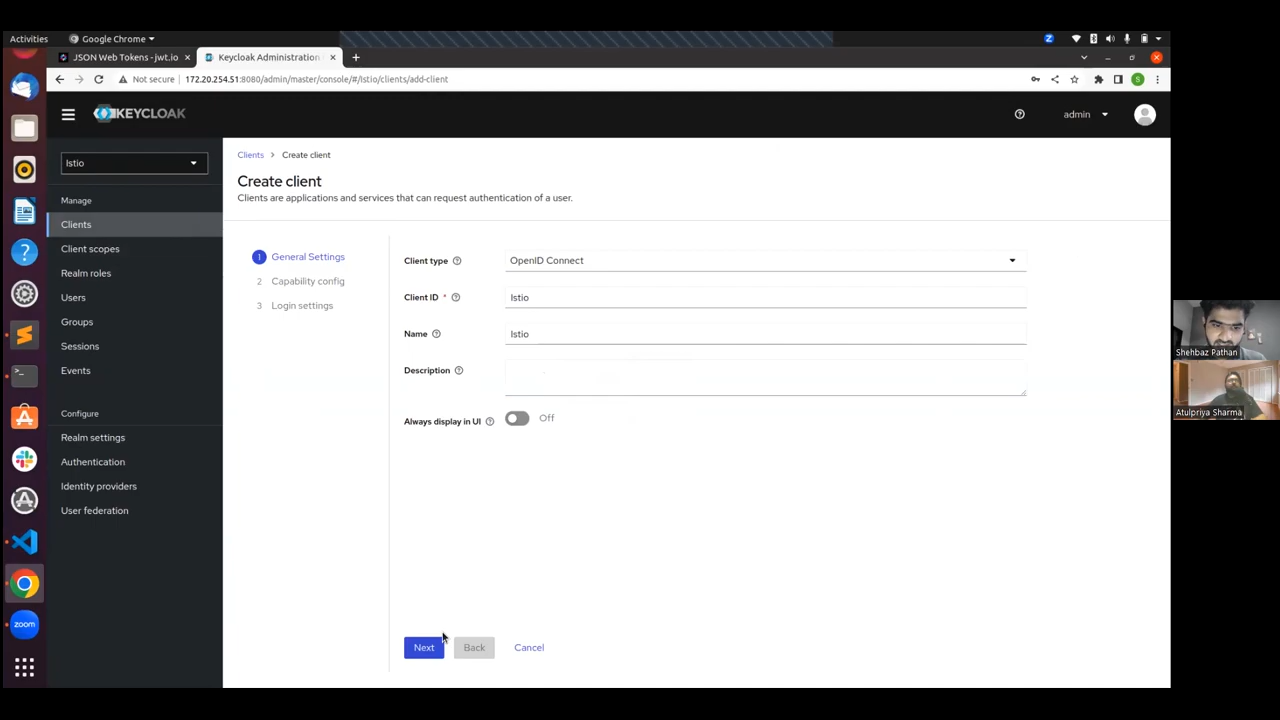 Activities
Google Chrome
JSON Web Tokens - jwt.io
Keycloak Administration
Not secure
172.20.254.51:8080/admin/master/console/#/Istio/clients/add-client
S
KEYCLOAK
admin
Istio
Manage
Clients
Client scopes
Realm roles
Users
Groups
Sessions
Events
Configure
Realm settings
Authentication
Identity providers
User federation
Clients > Create client
Create client
Clients are applications and services that can request authentication of a user.
1 General Settings
2 Capability config
3 Login settings
Client type OpenID Connect
Client ID * Istio
Name Istio
Description
Always display in UI Off
Next Back Cancel
zoom
Shehbaz Pathan
Atulpriya Sharma